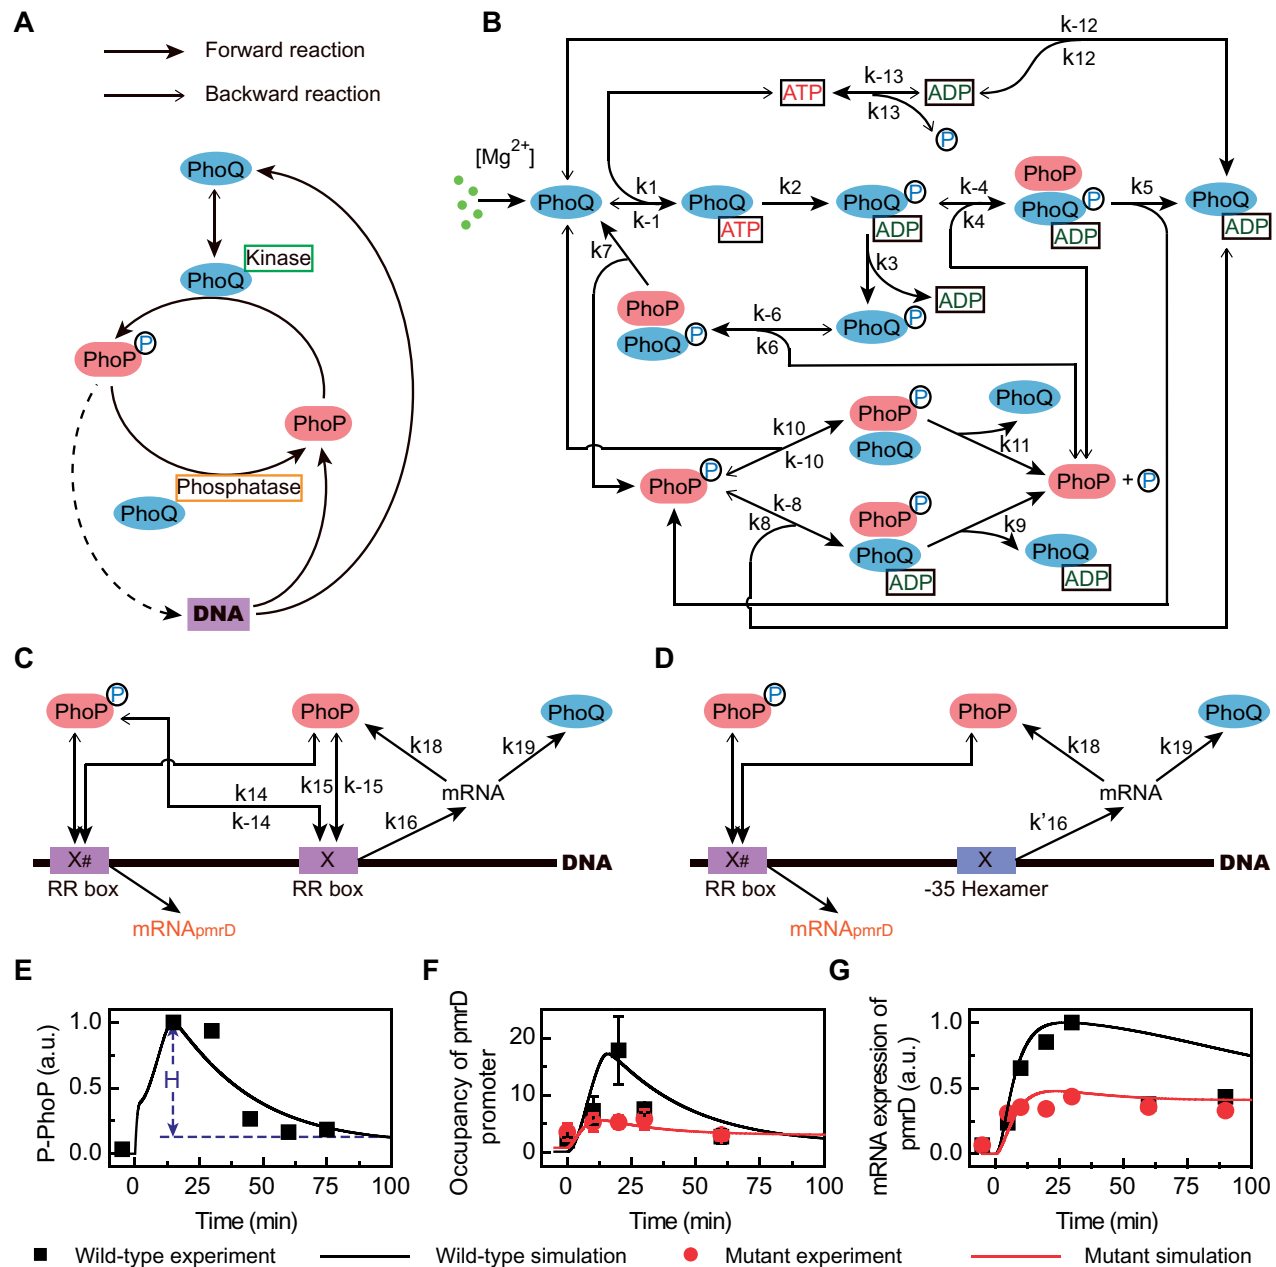 A
Forward reaction
Backward reaction
PhoQ
PhoQ
Kinase
PhoP
P
PhoP
Phosphatase
PhoQ
DNA
B
k-12
k12
ATP
k-13
k13
ADP
P
[Mg2+]
PhoQ
k1
k-1
PhoQ
ATP
k2
PhoQ
P
ADP
k-4
k4
PhoP
PhoQ
P
ADP
k5
PhoQ
ADP
k7
k3
ADP
PhoP
PhoQ
P
k-6
k6
PhoQ
P
k10
k-10
PhoP
P
PhoQ
PhoQ
k11
PhoP
P
k-8
k8
PhoP
P
PhoQ
ADP
k9
PhoQ
ADP
PhoP + P
C
PhoP
P
PhoP
PhoQ
k18
k19
k14
k-14
k15
k-15
mRNA
k16
X#
X
DNA
RR box
RR box
mRNApmrD
D
PhoP
P
PhoP
PhoQ
k18
k19
mRNA
k'16
X#
X
DNA
RR box
-35 Hexamer
mRNApmrD
E
P-PhoP (a.u.)
1.0
0.5
0.0
H
0
25
50
75
100
Time (min)
F
Occupancy of pmrD
promoter
20
10
0
0
25
50
75
100
Time (min)
G
mRNA expression of
pmrD (a.u.)
1.0
0.5
0.0
0
25
50
75
100
Time (min)
Wild-type experiment
Wild-type simulation
Mutant experiment
Mutant simulation